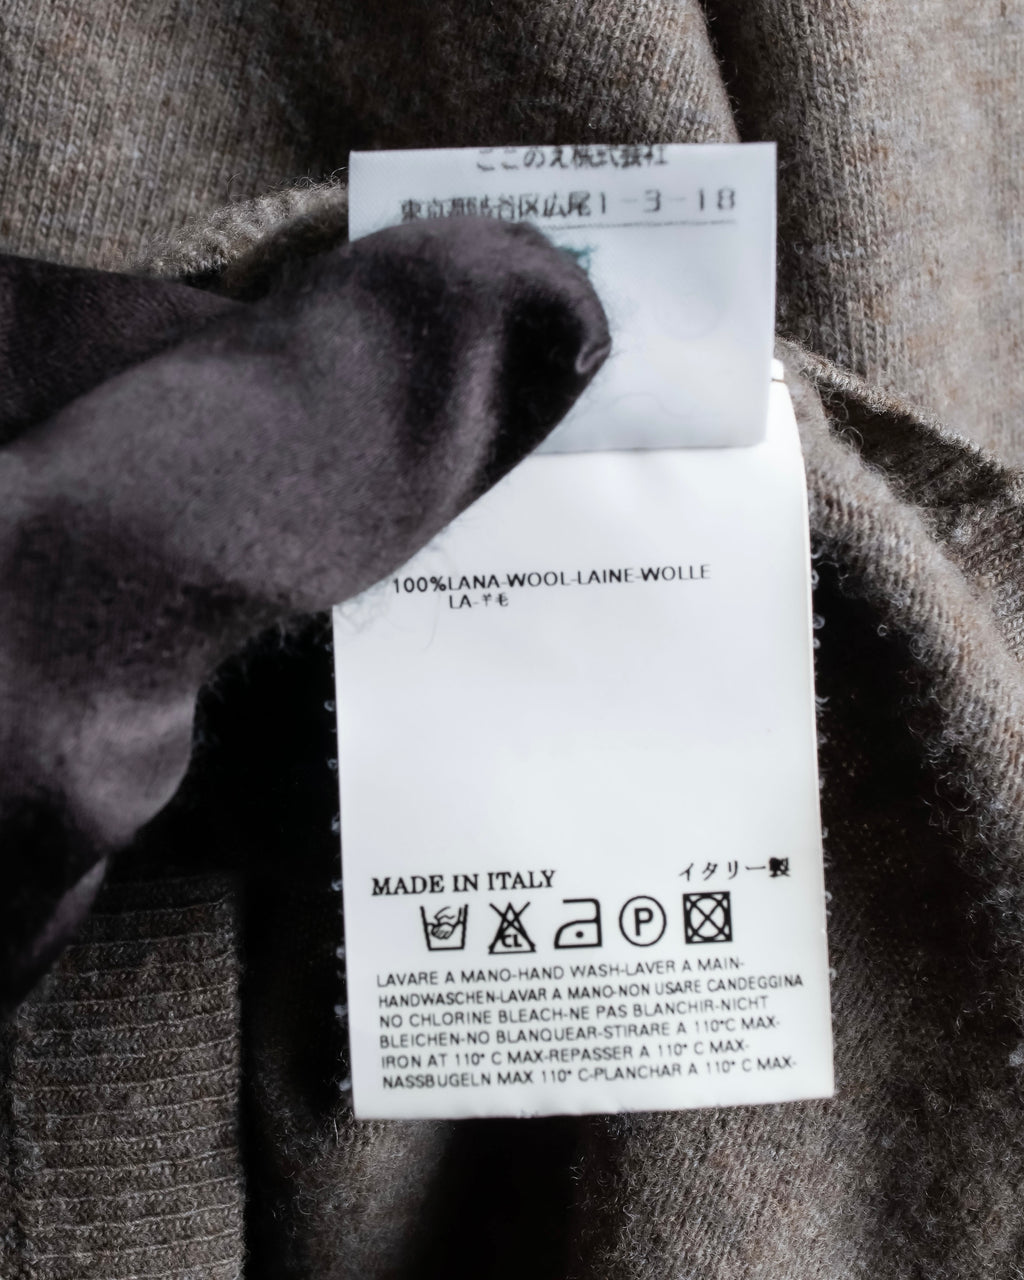 ここのえ株式会社
東京都渋谷区広尾1-3-18
100%LANA-WOOL-LAINE-WOLLE
LA-羊毛
MADE IN ITALY イタリー製
CL P
LAVARE A MANO-HAND WASH-LAVER A MAIN-
HANDWASCHEN-LAVAR A MANO-NON USARE CANDEGGINA
NO CHLORINE BLEACH-NE PAS BLANCHIR-NICHT
BLEICHEN-NO BLANQUEAR-STIRARE A 110°C MAX-
IRON AT 110° C MAX-REPASSER A 110° C MAX-
NASSBUGELN MAX 110° C-PLANCHAR A 110° C MAX-